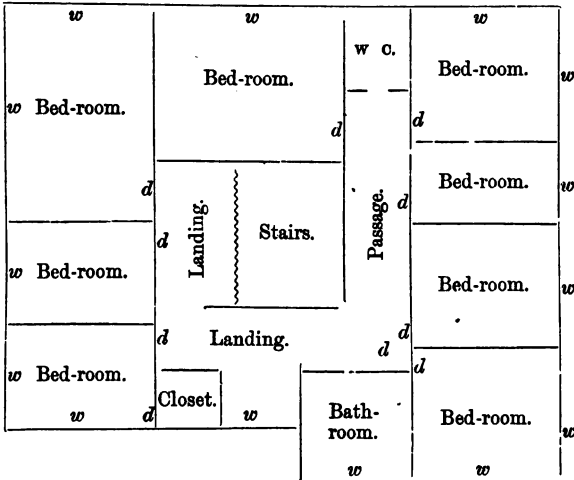 w w w
w c.
w Bed-room. Bed-room. Bed-room. w
d d
d Landing. Stairs. Passage. d Bed-room. w
d
w Bed-room. Bed-room. w
d Landing. d
d d
w Bed-room. Closet. Bath-
room. Bed-room. w
w d w
w w